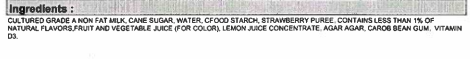 Ingredients :
CULTURED GRADE A NON FAT MILK, CANE SUGAR, WATER, CFOOD STARCH, STRAWBERRY PUREE. CONTAINS LESS THAN 1% OF
NATURAL FLAVORS,FRUIT AND VEGETABLE JUICE (FOR COLOR), LEMON JUICE CONCENTRATE. AGAR AGAR, CAROB BEAN GUM. VITAMIN
D3.